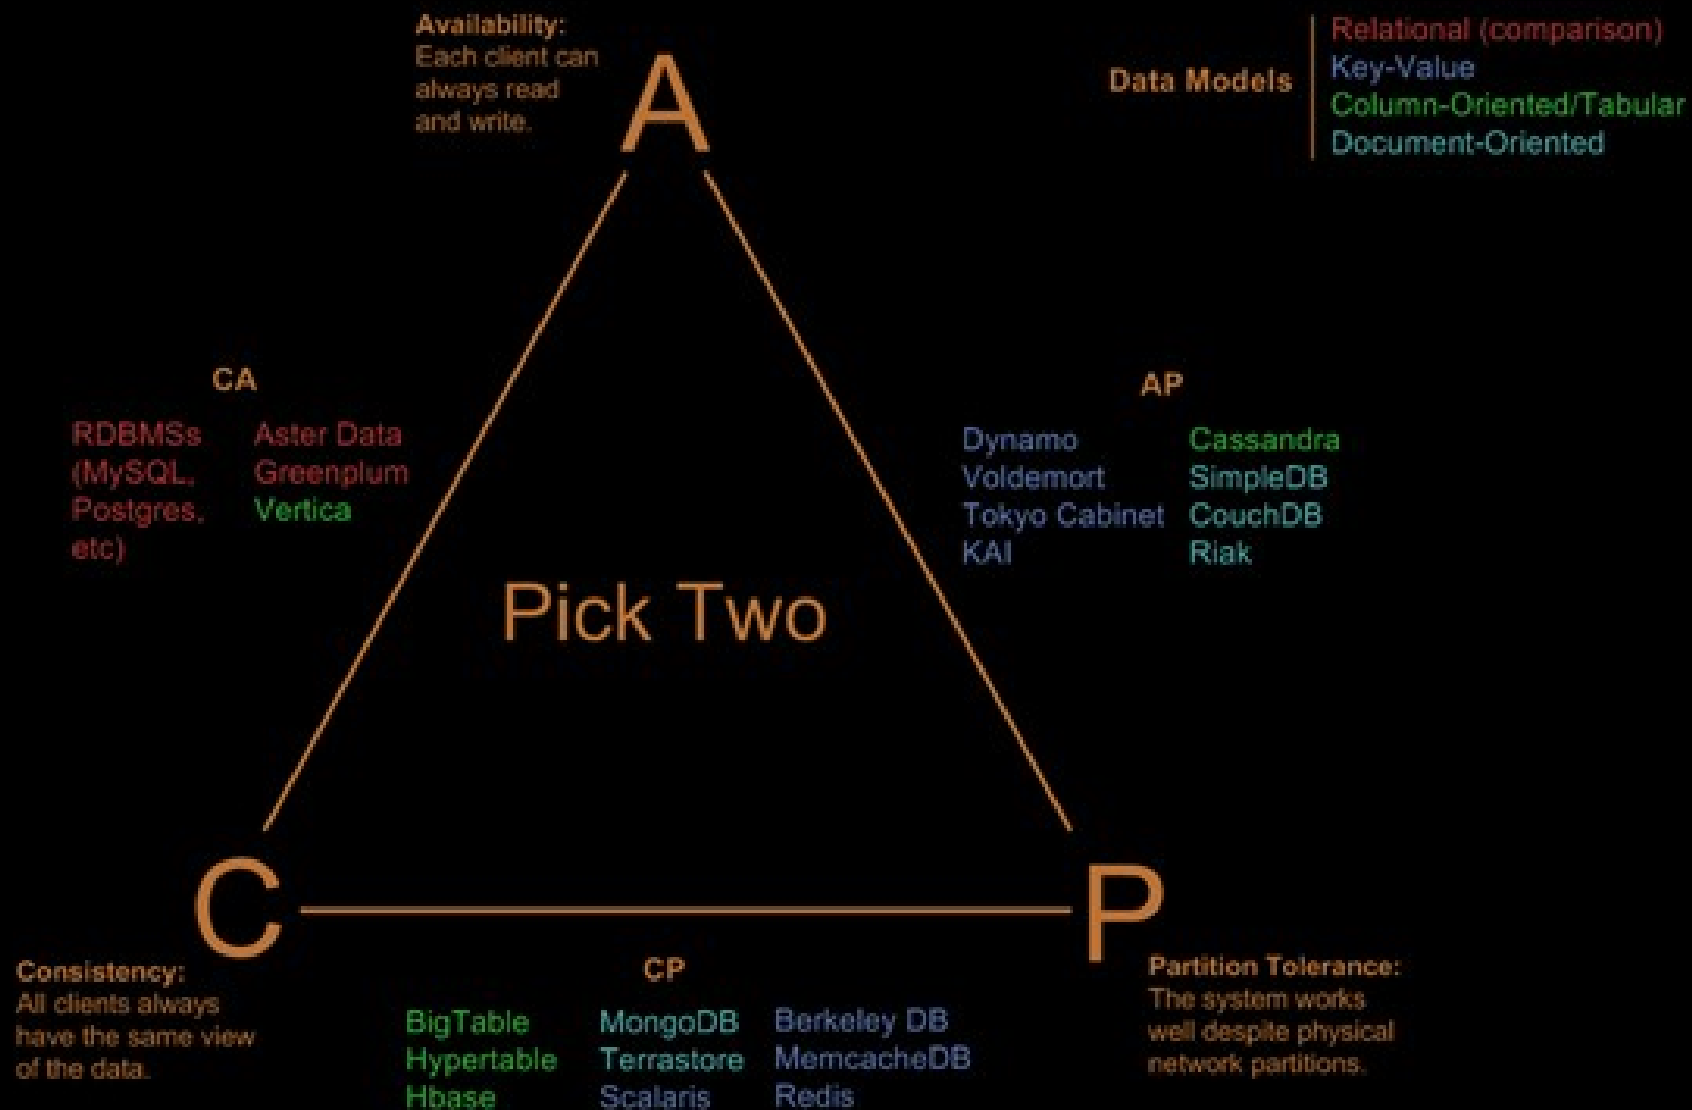 Availability:
Each client can
always read
and write.
A
Data Models
Relational (comparison)
Key-Value
Column-Oriented/Tabular
Document-Oriented
CA
RDBMSs
(MySQL,
Postgres,
etc)
Aster Data
Greenplum
Vertica
AP
Dynamo
Voldemort
Tokyo Cabinet
KAI
Cassandra
SimpleDB
CouchDB
Riak
Pick Two
C
P
Consistency:
All clients always
have the same view
of the data.
CP
BigTable
Hypertable
Hbase
MongoDB
Terrastore
Scalaris
Berkeley DB
MemcacheDB
Redis
Partition Tolerance:
The system works
well despite physical
network partitions.